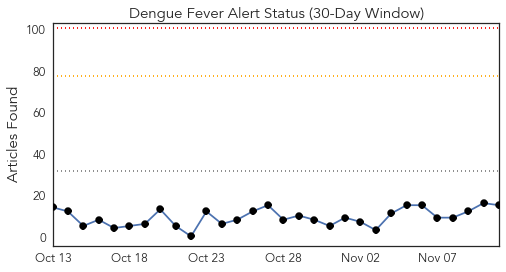 Dengue Fever Alert Status (30-Day Window)
Articles Found
100
80
60
40
20
0
Oct 13
Oct 18
Oct 23
Oct 28
Nov 02
Nov 07